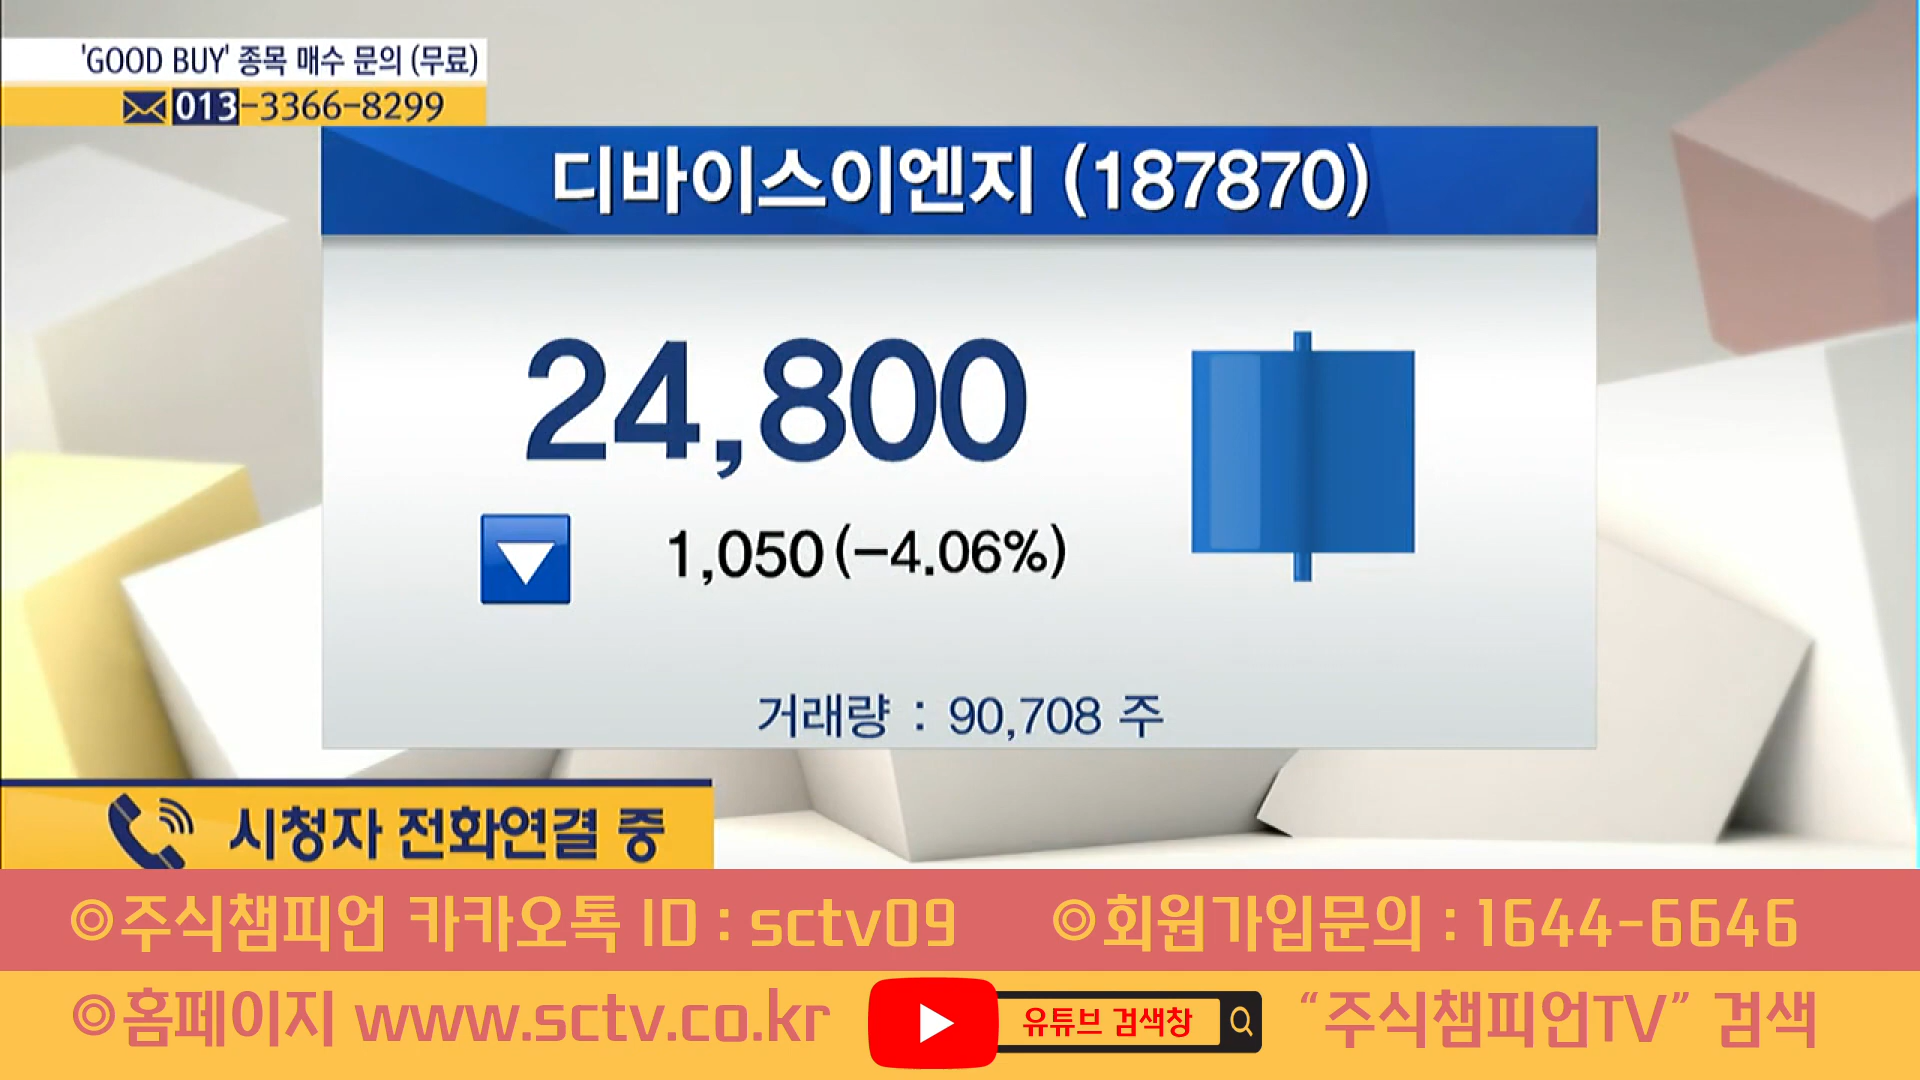 'GOOD BUY' 종목 매수 문의 (무료)
013-3366-8299
디바이스이엔지 (187870)
24,800
▼ 1,050 (-4.06%)
거래량 : 90,708 주
시청자 전화연결 중
◎주식챔피언 카카오톡 ID : sctv09 ◎회원가입문의 : 1644-6646
◎홈페이지 www.sctv.co.kr 유튜브 검색창 “주식챔피언TV” 검색